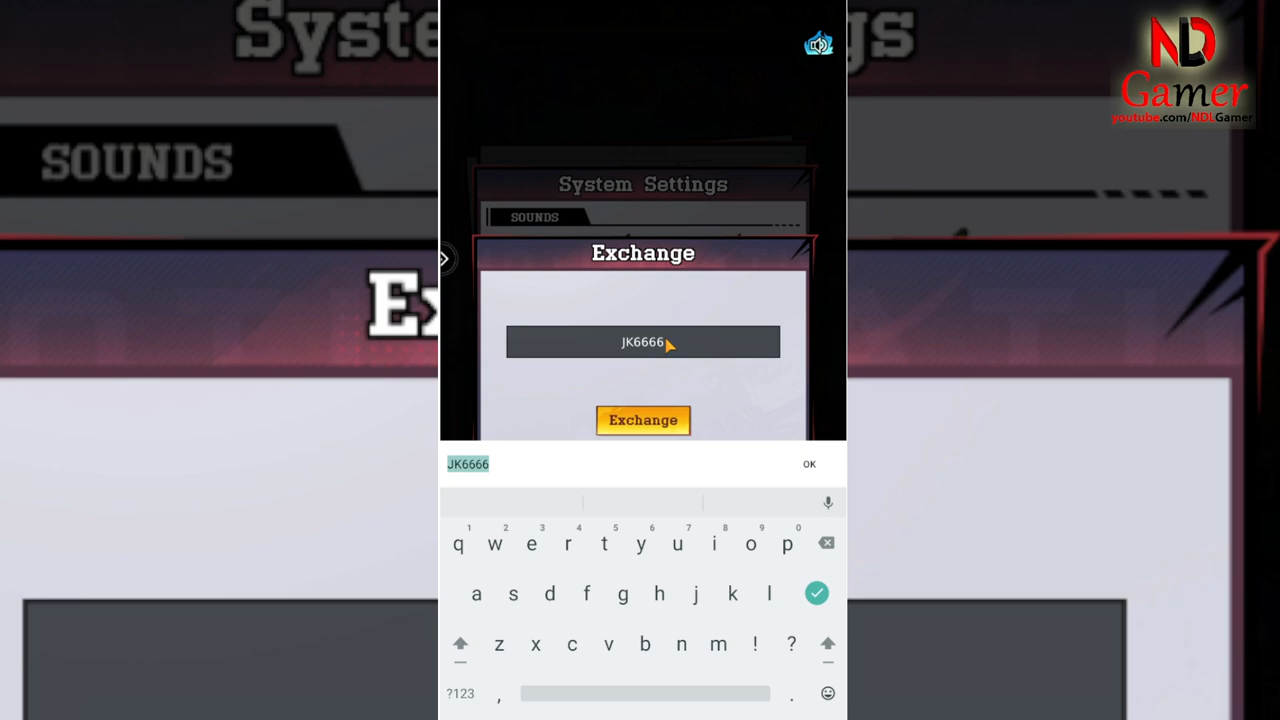 Syste
gs
NDL
Gamer
youtube.com/NDLGamer
SOUNDS
System Settings
SOUNDS
Exchange
Ex
JK6666
Exchange
JK6666
OK
1 2 3 4 5 6 7 8 9 0
q w e r t y u i o p
a s d f g h j k l
z x c v b n m ! ?
?123 , .